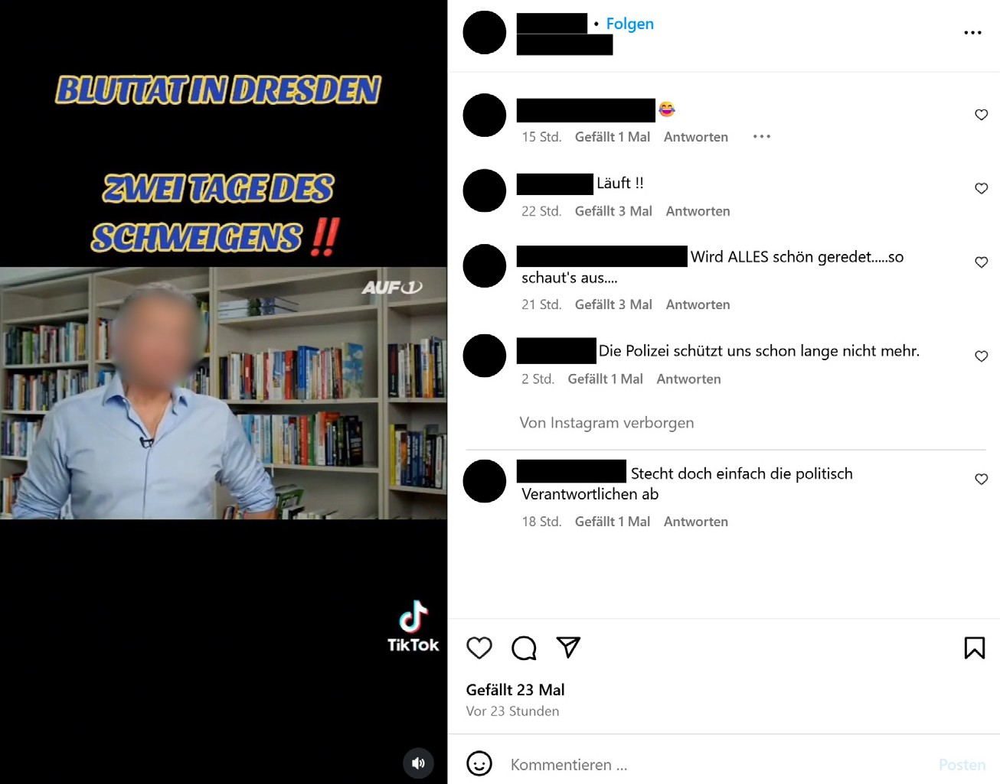 BLUTTAT IN DRESDEN
ZWEI TAGE DES
SCHWEIGENS ‼
AUF1
TikTok
• Folgen
😂
15 Std. Gefällt 1 Mal Antworten
Läuft !!
22 Std. Gefällt 3 Mal Antworten
Wird ALLES schön geredet.....so
schaut's aus....
21 Std. Gefällt 3 Mal Antworten
Die Polizei schützt uns schon lange nicht mehr.
2 Std. Gefällt 1 Mal Antworten
Von Instagram verborgen
Stecht doch einfach die politisch
Verantwortlichen ab
18 Std. Gefällt 1 Mal Antworten
Gefällt 23 Mal
Vor 23 Stunden
Kommentieren ...
Posten